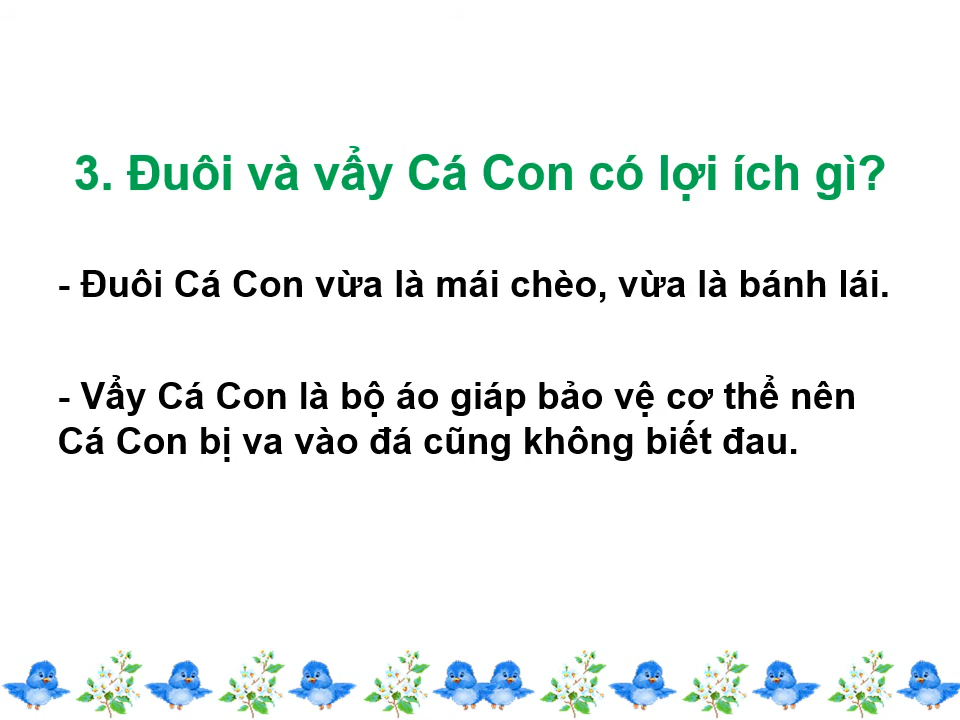 3. Đuôi và vẩy Cá Con có lợi ích gì?
- Đuôi Cá Con vừa là mái chèo, vừa là bánh lái.
- Vẩy Cá Con là bộ áo giáp bảo vệ cơ thể nên
Cá Con bị va vào đá cũng không biết đau.